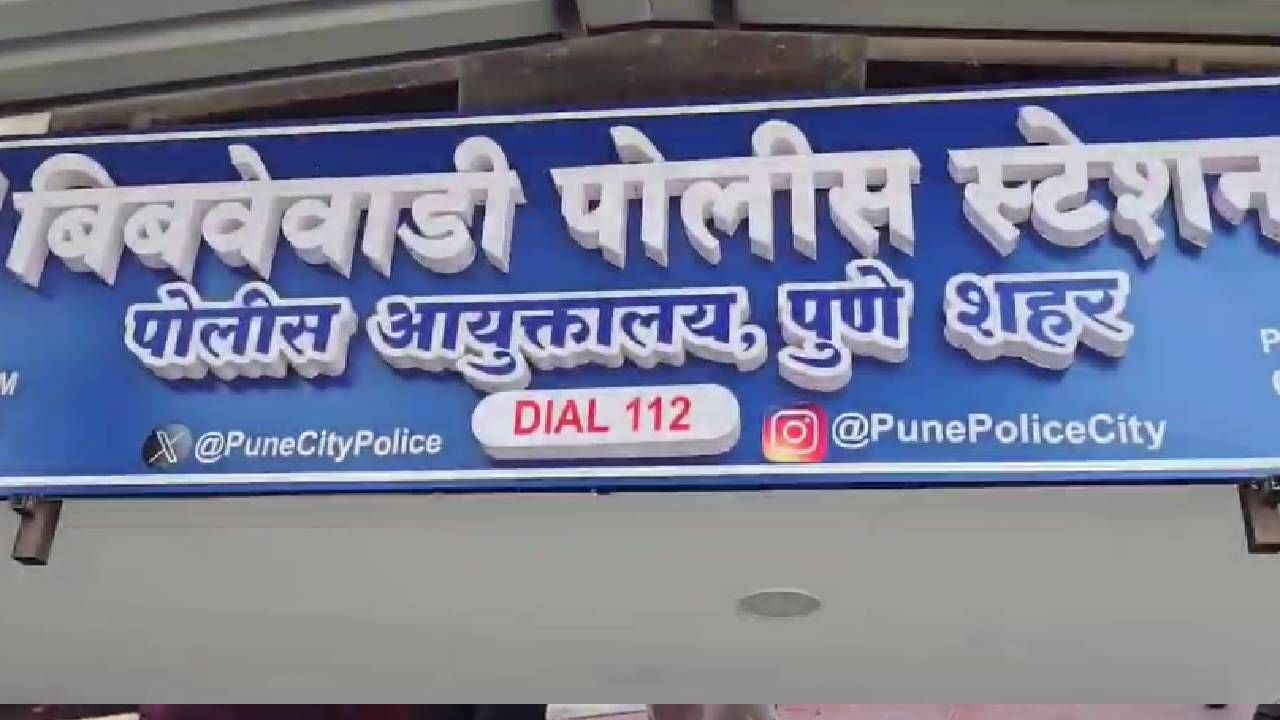 बिबवेवाडी पोलीस स्टेशन
पोलीस आयुक्तालय, पुणे शहर
DIAL 112
@PuneCityPolice
@PunePoliceCity